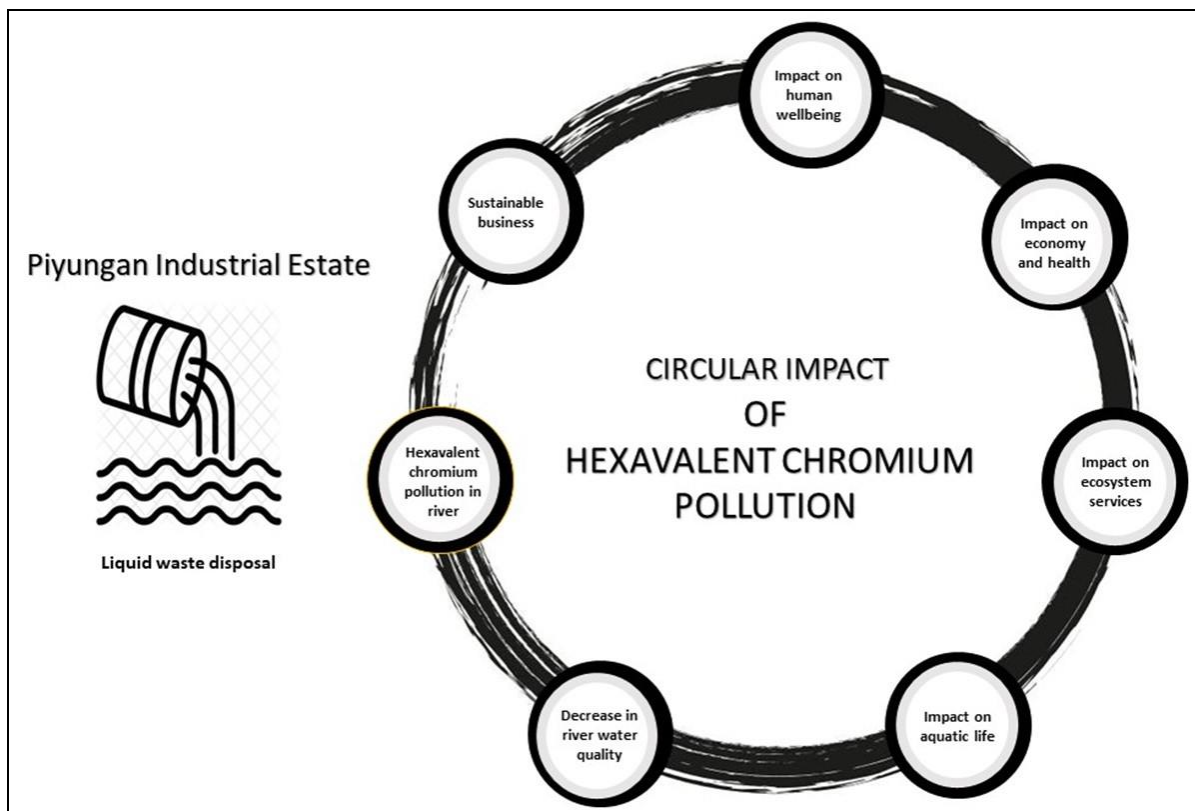 Piyungan Industrial Estate
Liquid waste disposal
CIRCULAR IMPACT
OF
HEXAVALENT CHROMIUM
POLLUTION
Impact on
human
wellbeing
Impact on
economy
and health
Impact on
ecosystem
services
Impact on
aquatic life
Decrease in
river water
quality
Hexavalent
chromium
pollution in
river
Sustainable
business